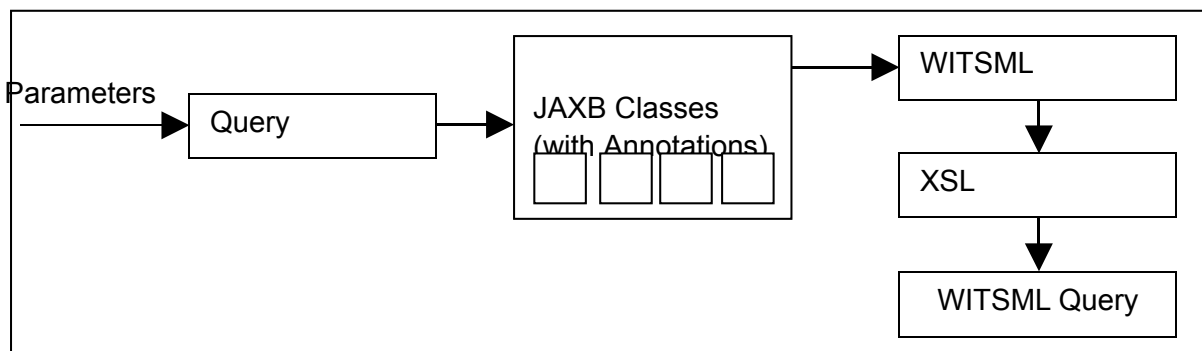 Parameters
Query
JAXB Classes
(with Annotations)
WITSML
XSL
WITSML Query